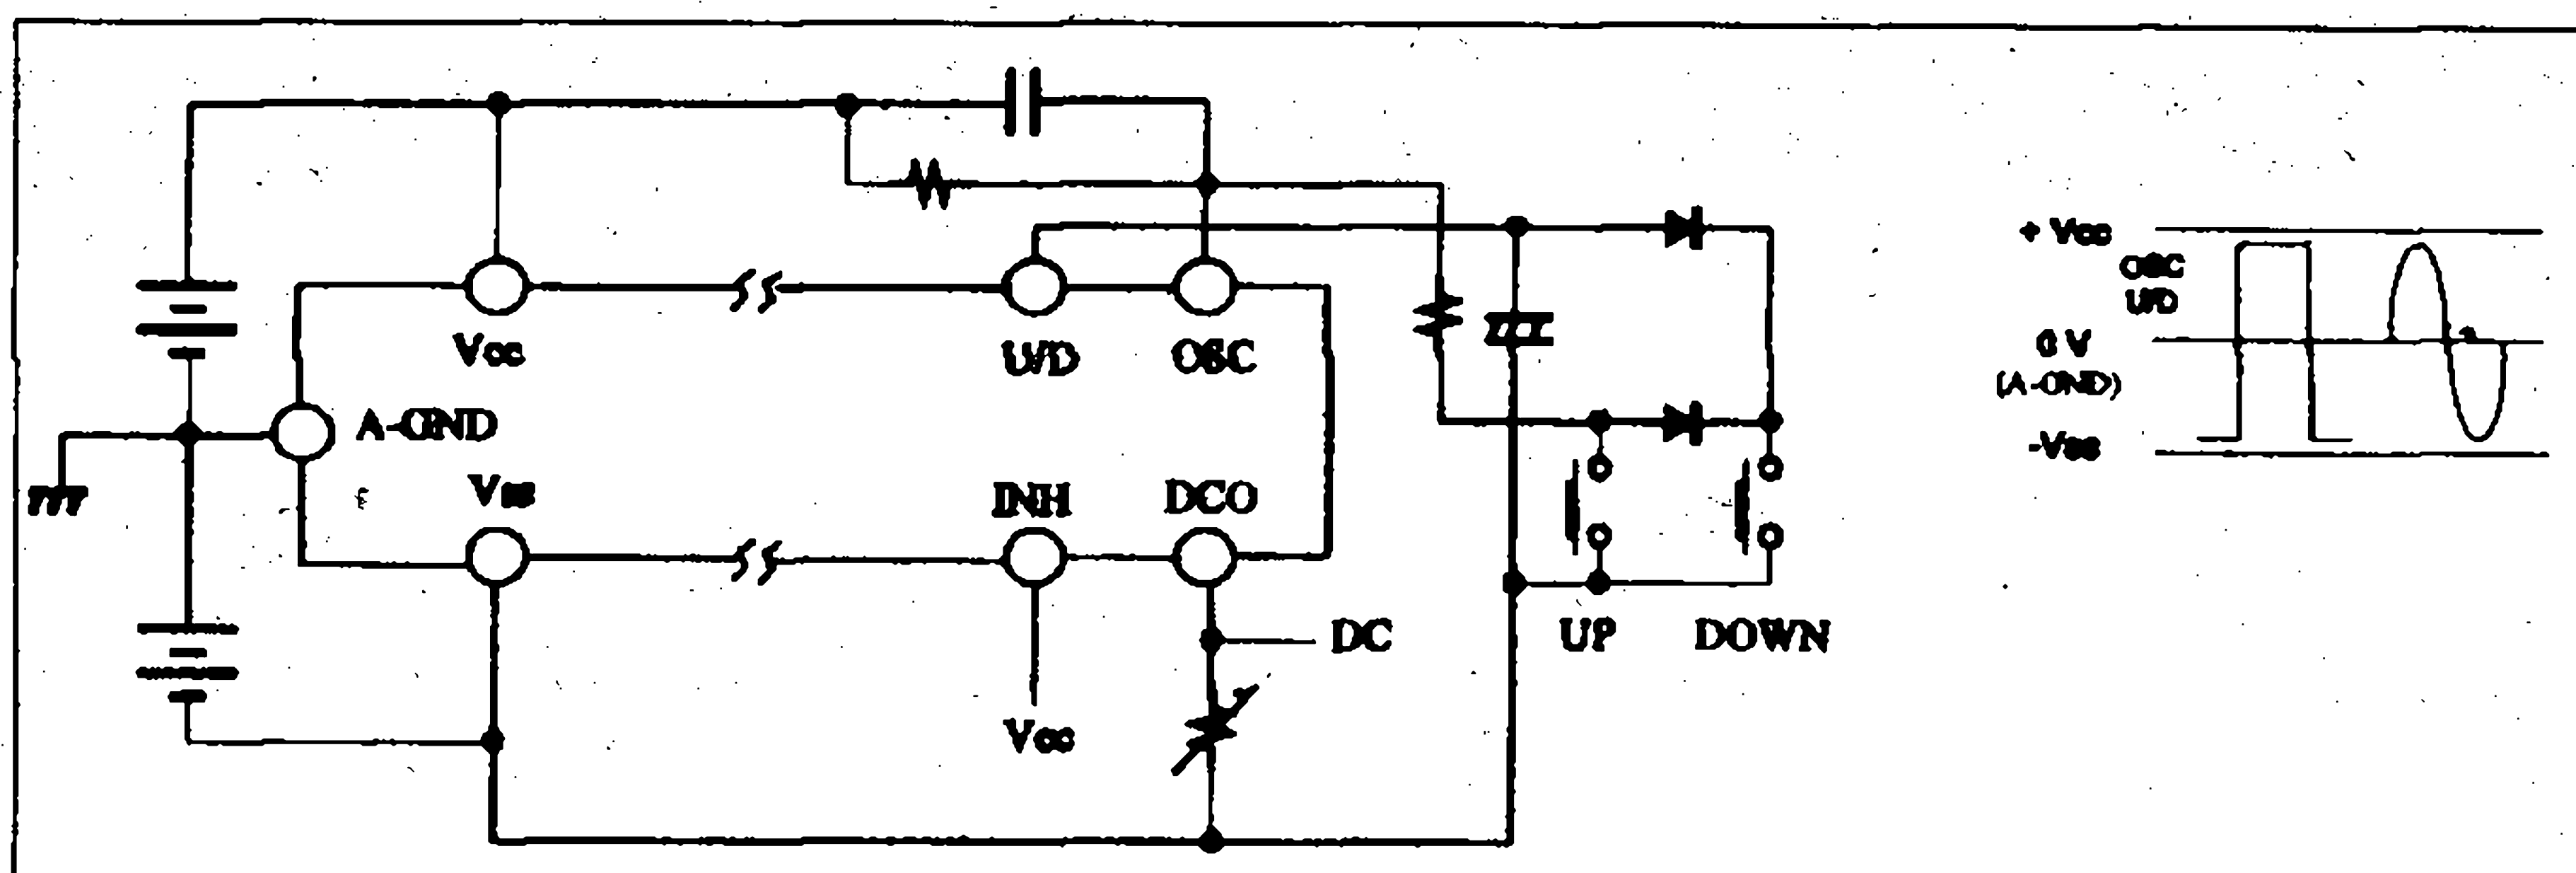 Vcc
U/D
OSC
A-GND
Vss
INH
DCO
DC
Vcc
UP
DOWN
+ Vcc
OSC
U/D
0 V
(A-GND)
-Vss